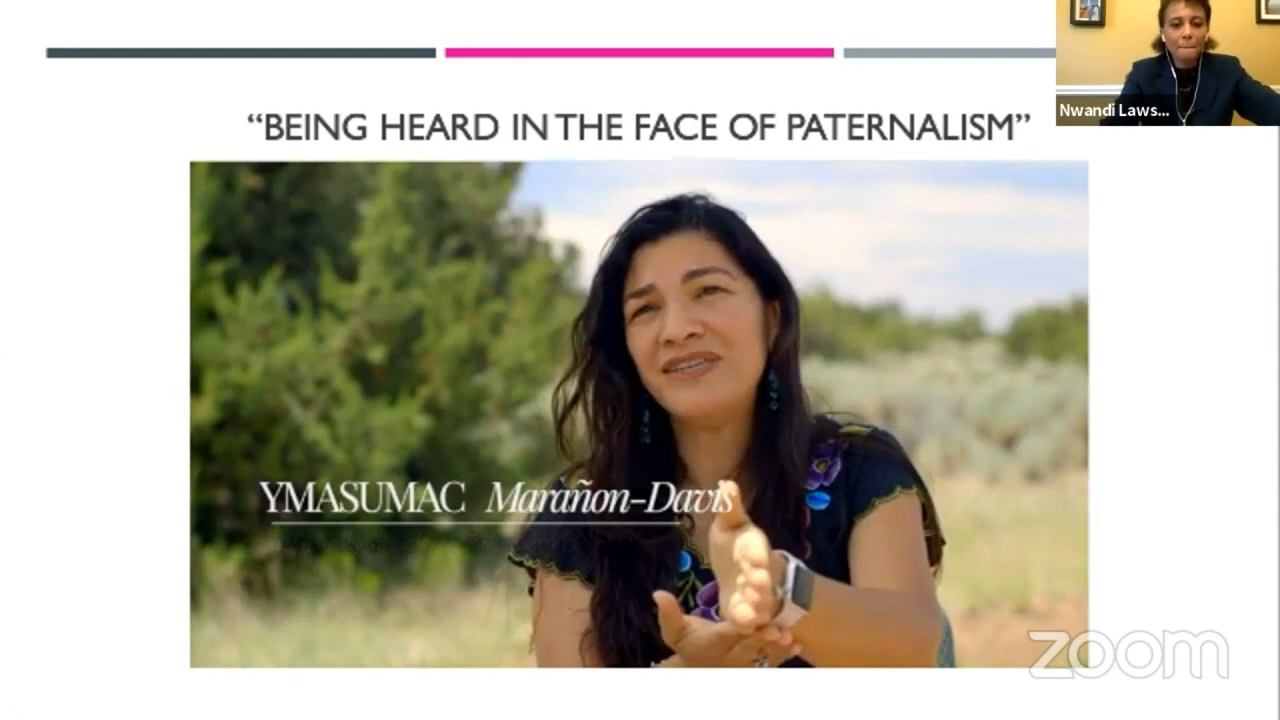 “BEING HEARD IN THE FACE OF PATERNALISM”
Nwandi Laws...
YMASUMAC Marañon-Davis
zoom